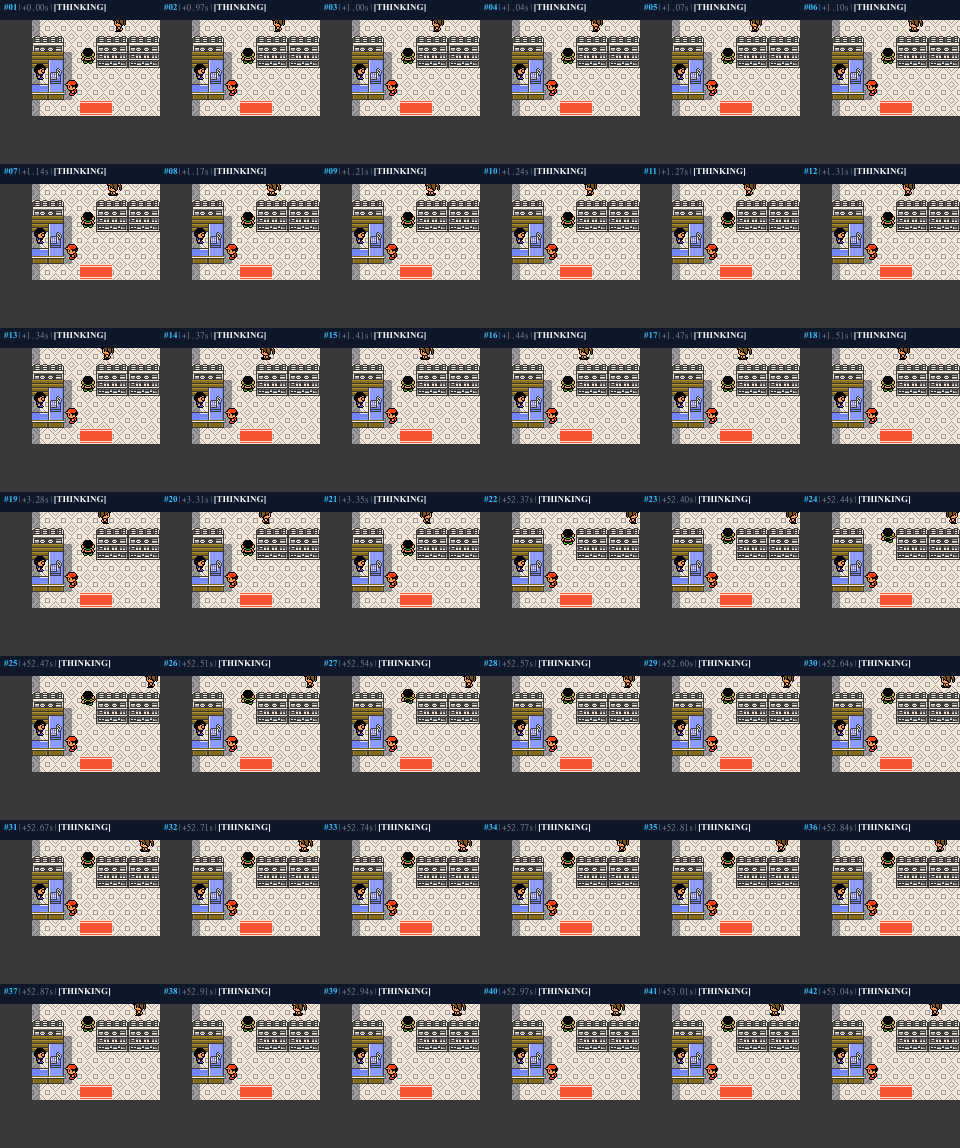 #01|+0.00s|[THINKING] #02|+0.97s|[THINKING] #03|+1.00s|[THINKING] #04|+1.04s|[THINKING] #05|+1.07s|[THINKING] #06|+1.10s|[THINKING]
#07|+1.14s|[THINKING] #08|+1.17s|[THINKING] #09|+1.21s|[THINKING] #10|+1.24s|[THINKING] #11|+1.27s|[THINKING] #12|+1.31s|[THINKING]
#13|+1.34s|[THINKING] #14|+1.37s|[THINKING] #15|+1.41s|[THINKING] #16|+1.44s|[THINKING] #17|+1.47s|[THINKING] #18|+1.51s|[THINKING]
#19|+3.28s|[THINKING] #20|+3.31s|[THINKING] #21|+3.35s|[THINKING] #22|+52.37s|[THINKING] #23|+52.40s|[THINKING] #24|+52.44s|[THINKING]
#25|+52.47s|[THINKING] #26|+52.51s|[THINKING] #27|+52.54s|[THINKING] #28|+52.57s|[THINKING] #29|+52.60s|[THINKING] #30|+52.64s|[THINKING]
#31|+52.67s|[THINKING] #32|+52.71s|[THINKING] #33|+52.74s|[THINKING] #34|+52.77s|[THINKING] #35|+52.81s|[THINKING] #36|+52.84s|[THINKING]
#37|+52.87s|[THINKING] #38|+52.91s|[THINKING] #39|+52.94s|[THINKING] #40|+52.97s|[THINKING] #41|+53.01s|[THINKING] #42|+53.04s|[THINKING]